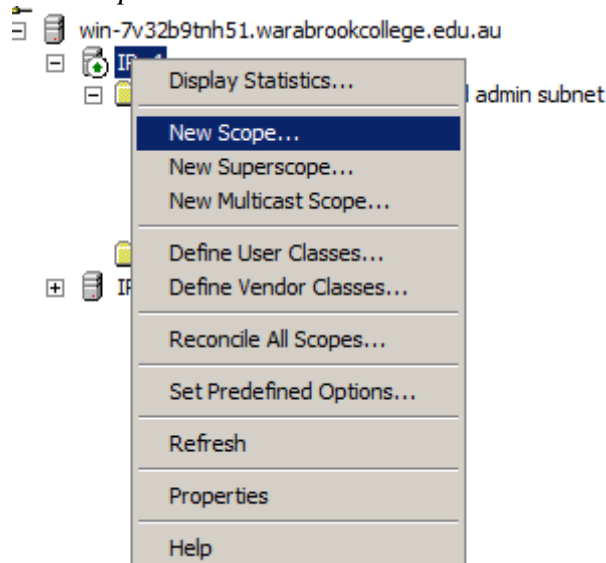 win-7v32b9tnh51.warabrookcollege.edu.au
Display Statistics...
admin subnet
New Scope...
New Superscope...
New Multicast Scope...
Define User Classes...
Define Vendor Classes...
Reconcile All Scopes...
Set Predefined Options...
Refresh
Properties
Help